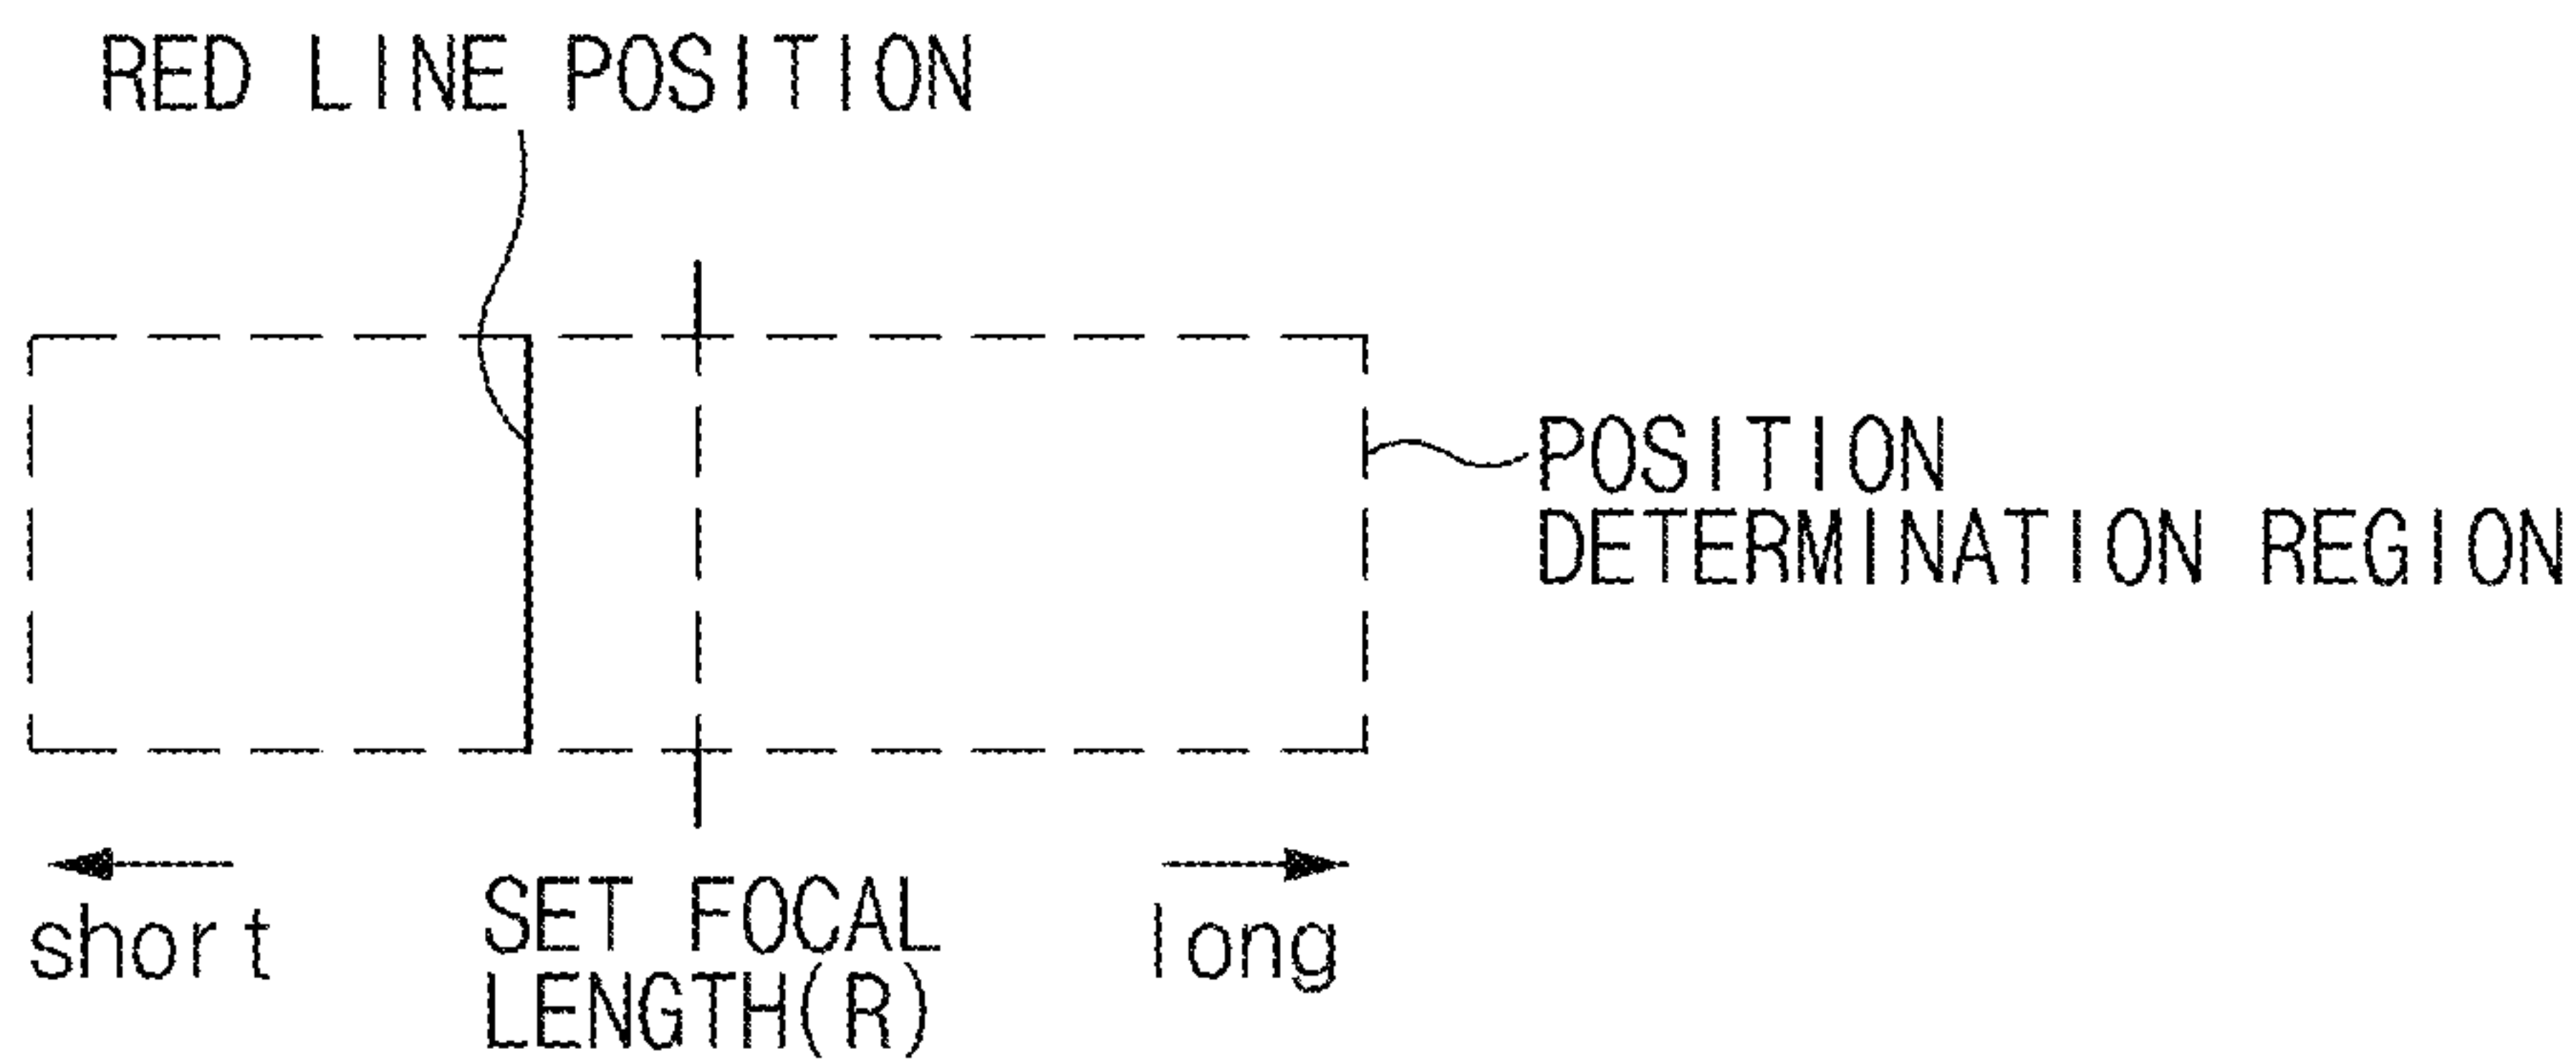 RED LINE POSITION
POSITION
DETERMINATION REGION
short
SET FOCAL
LENGTH(R)
long